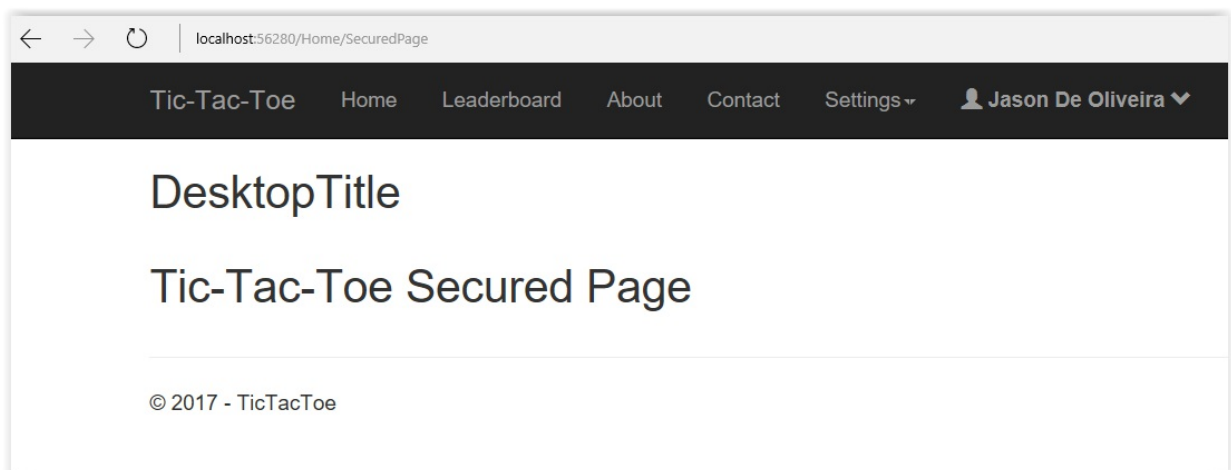 localhost:56280/Home/SecuredPage
Tic-Tac-Toe Home Leaderboard About Contact Settings Jason De Oliveira
DesktopTitle
Tic-Tac-Toe Secured Page
© 2017 - TicTacToe